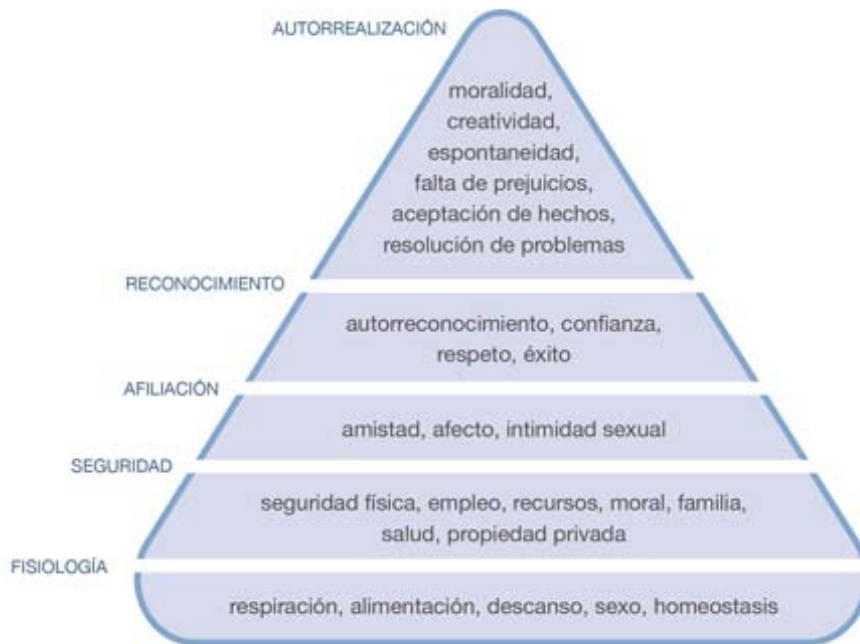 AUTORREALIZACIÓN
moralidad,
creatividad,
espontaneidad,
falta de prejuicios,
aceptación de hechos,
resolución de problemas
RECONOCIMIENTO
autorreconocimiento, confianza,
respeto, éxito
AFILIACIÓN
amistad, afecto, intimidad sexual
SEGURIDAD
seguridad física, empleo, recursos, moral, familia,
salud, propiedad privada
FISIOLOGÍA
respiración, alimentación, descanso, sexo, homeostasis